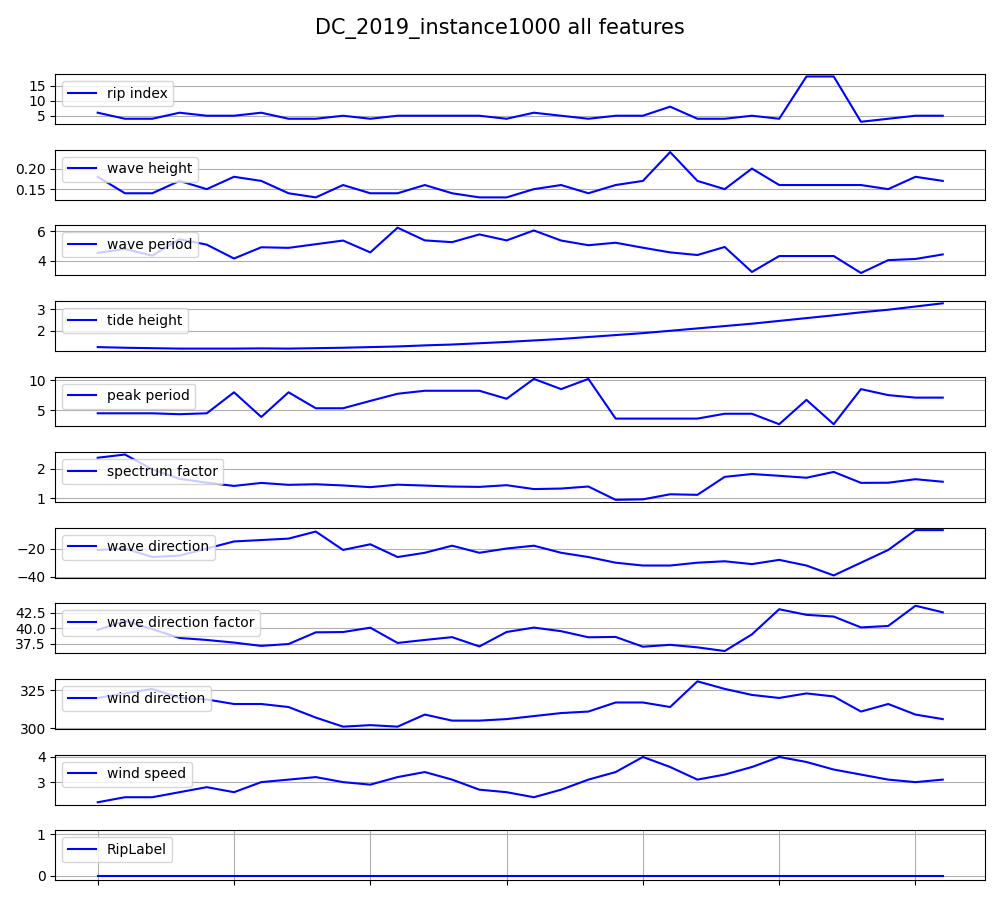 DC_2019_instance1000 all features
15
10
5
rip index
0.20
0.15
wave height
6
4
wave period
3
2
tide height
10
5
peak period
2
1
spectrum factor
−20
−40
wave direction
42.5
40.0
37.5
wave direction factor
325
300
wind direction
4
3
wind speed
1
0
RipLabel